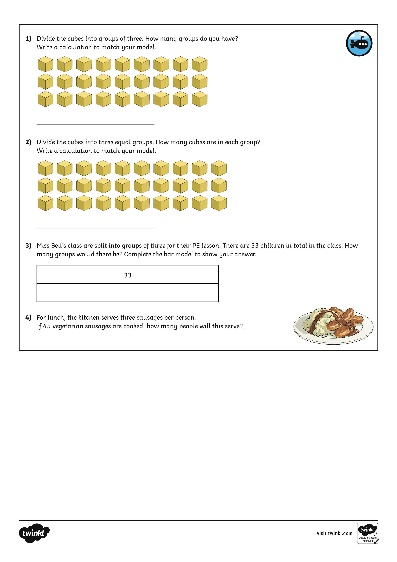 1) Divide the cubes into groups of three. How many groups do you have?
Write a calculation to match your model.
2) Divide the cubes into three equal groups. How many cubes are in each group?
Write a calculation to match your model.
3) Miss Bell's class are split into groups of three for their PE lesson. There are 33 children in total in the class. How
many groups would there be? Complete the bar model to show your answer.
33
4) For lunch, the kitchen serves three sausages per person.
If vegetarian sausages are cooked, how many people will this serve?
twinkl
visit twinkl.com
twinkl